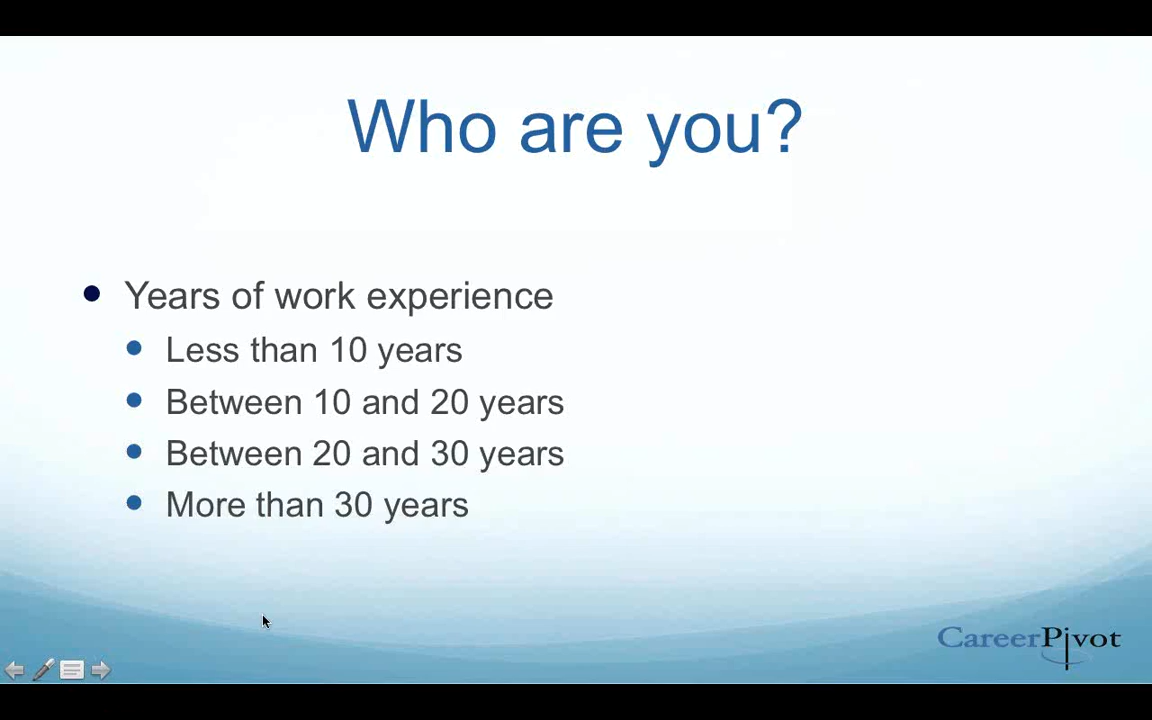 Who are you?
Years of work experience
Less than 10 years
Between 10 and 20 years
Between 20 and 30 years
More than 30 years
CareerPivot